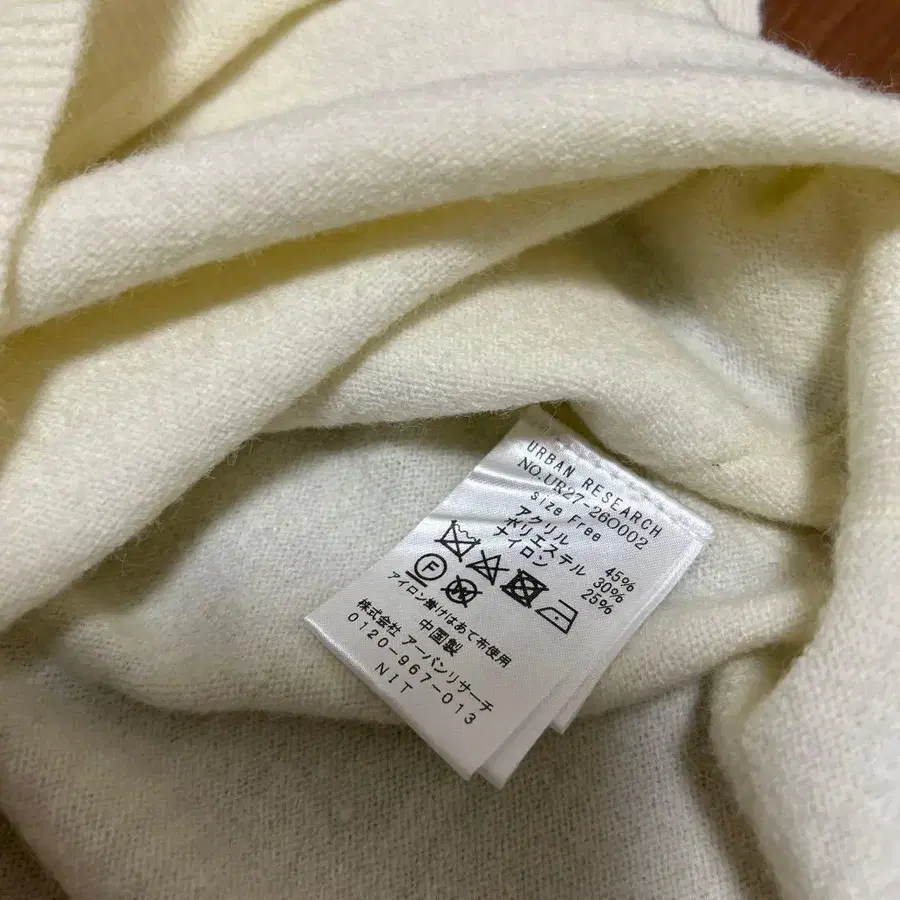 URBAN RESEARCH
NO.UR27-26O002
size Free
アクリル 45%
ポリエステル 30%
ナイロン 25%
F
アイロン掛けはあて布使用
中国製
株式会社 アーバンリサーチ
0120-967-013
NIT